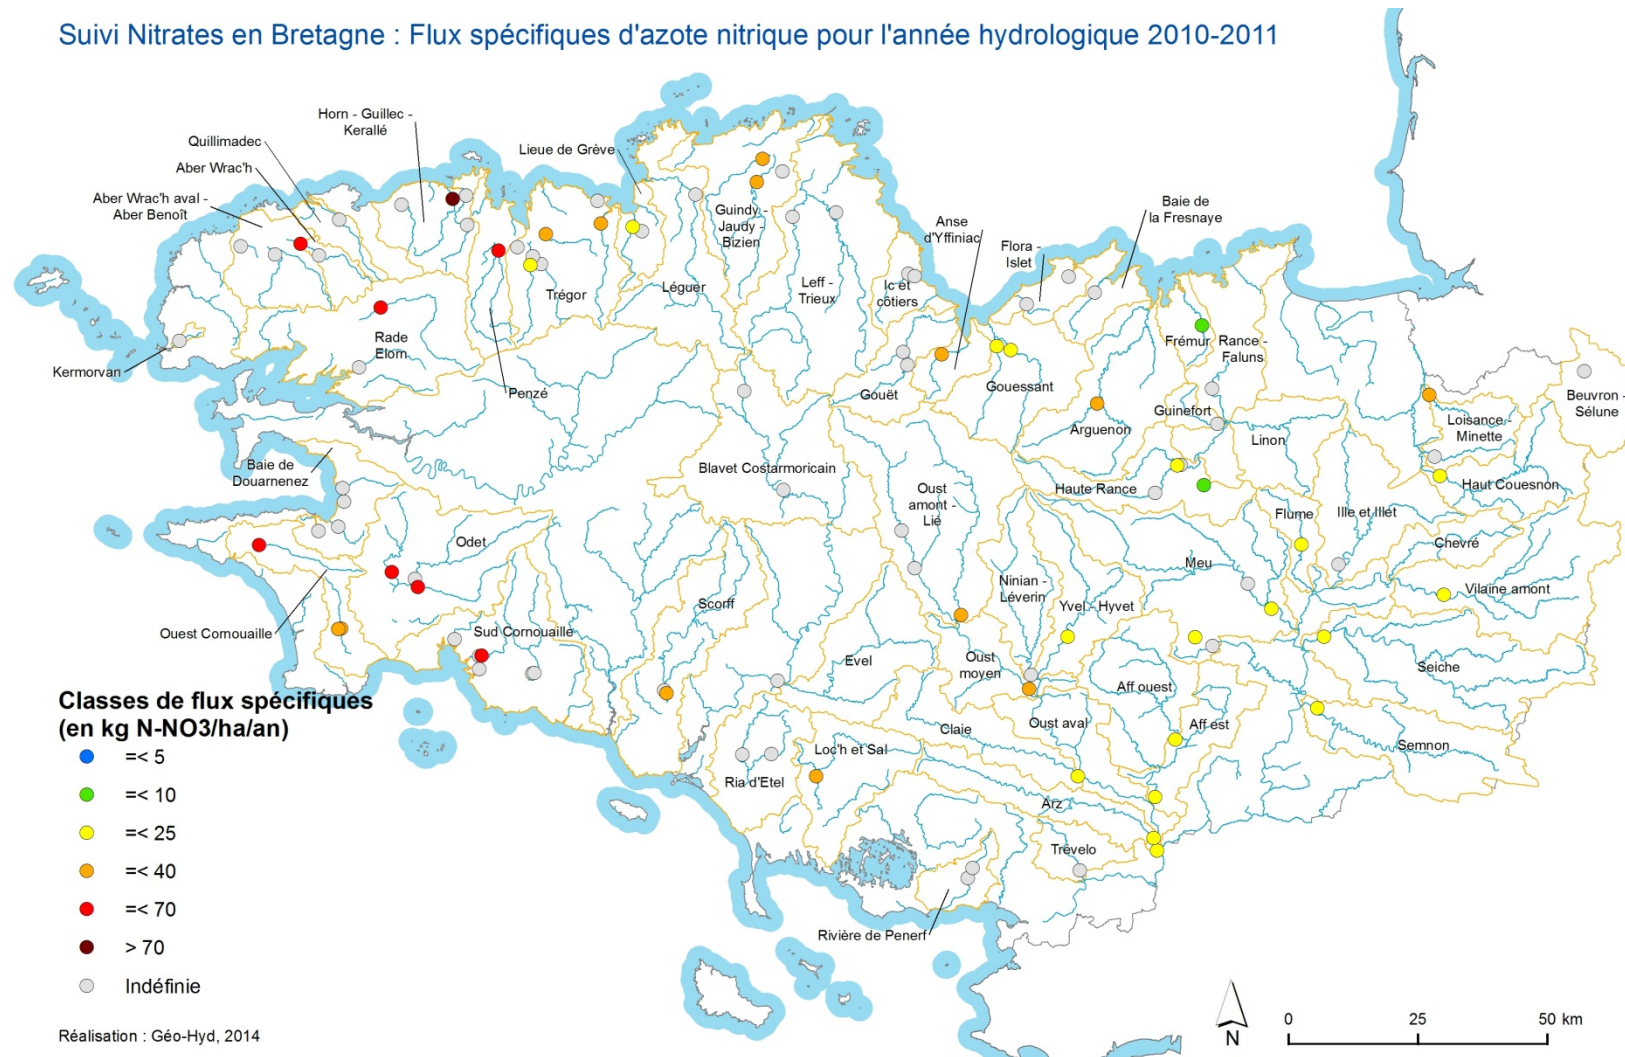 Suivi Nitrates en Bretagne : Flux spécifiques d'azote nitrique pour l'année hydrologique 2010-2011
Horn - Guillec -
Kerallé
Quillimadec
Lieue de Grève
Aber Wrac'h
Aber Wrac'h aval -
Aber Benoît
Guindy -
Jaudy -
Bizien
Anse
d'Yffiniac
Baie de
la Fresnaye
Flora -
Islet
Trégor
Léguer
Leff -
Trieux
Ic et
côtiers
Rade
Elorn
Frémur
Rance -
Faluns
Kermorvan
Penzé
Gouët
Gouessant
Beuvron -
Sélune
Guinefort
Arguenon
Linon
Loisance -
Minette
Baie de
Douarnenez
Blavet Costarmoricain
Haute Rance
Haut Couesnon
Oust
amont -
Lié
Flume
Ille et Illet
Odet
Chevré
Meu
Ninian -
Léverin
Vilaine amont
Scorff
Yvel - Hyvet
Ouest Cornouaille
Sud Cornouaille
Evel
Oust
moyen
Seiche
Aff ouest
Oust aval
Aff est
Claie
Semnon
Loc'h et Sal
Ria d'Etel
Arz
Trévelo
Rivière de Penerf
Classes de flux spécifiques
(en kg N-NO3/ha/an)
=< 5
=< 10
=< 25
=< 40
=< 70
> 70
Indéfinie
Réalisation : Géo-Hyd, 2014
N
0 25 50 km